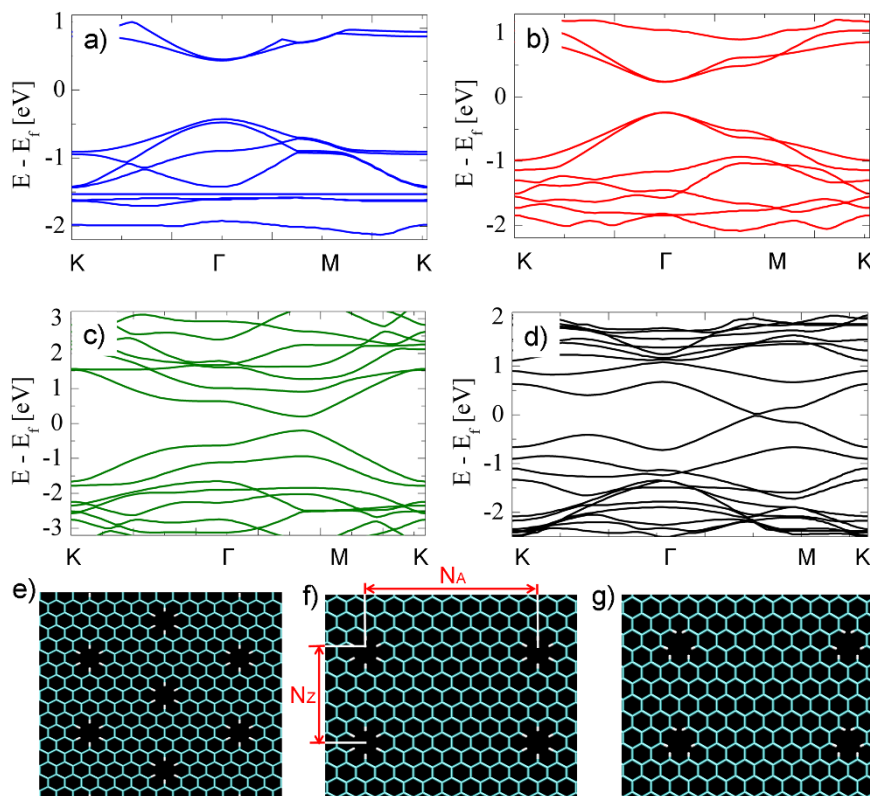 a)
1
0
-1
-2
E - E_f [eV]
K Γ M K
b)
1
0
-1
-2
E - E_f [eV]
K Γ M K
c)
3
2
1
0
-1
-2
-3
E - E_f [eV]
K Γ M K
d)
2
1
0
-1
-2
E - E_f [eV]
K Γ M K
e)
f)
N_A
N_Z
g)